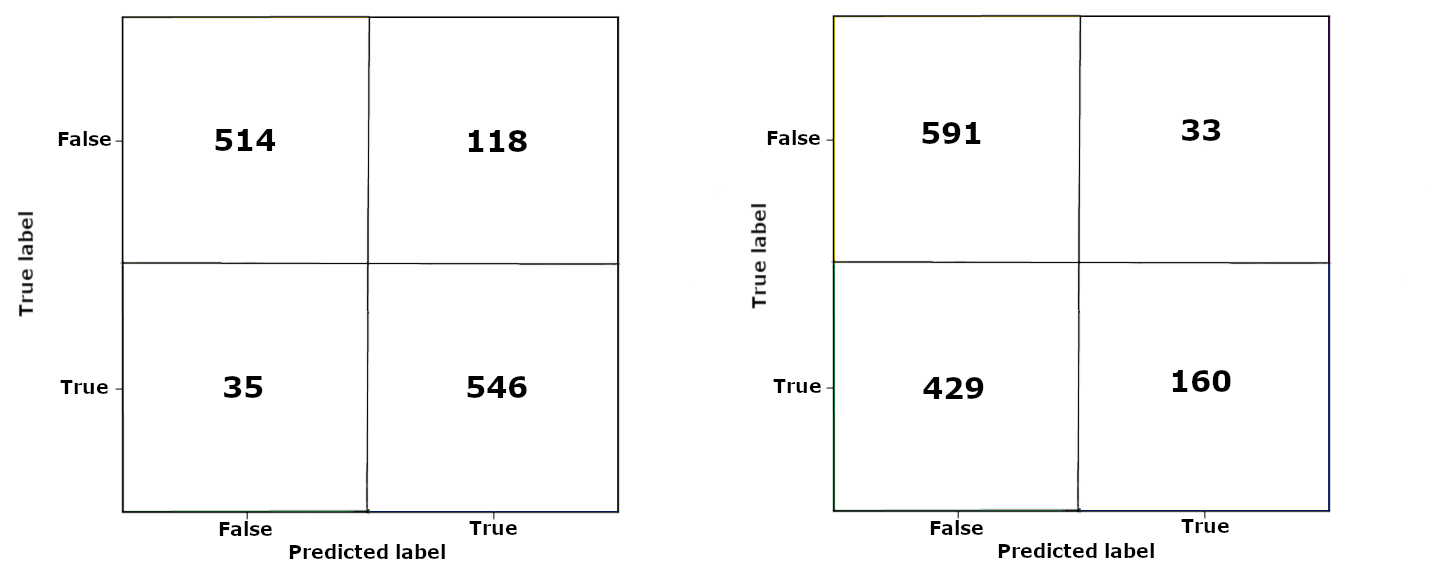 False
514
118
True label
True
35
546
False
True
Predicted label
False
591
33
True label
True
429
160
False
True
Predicted label